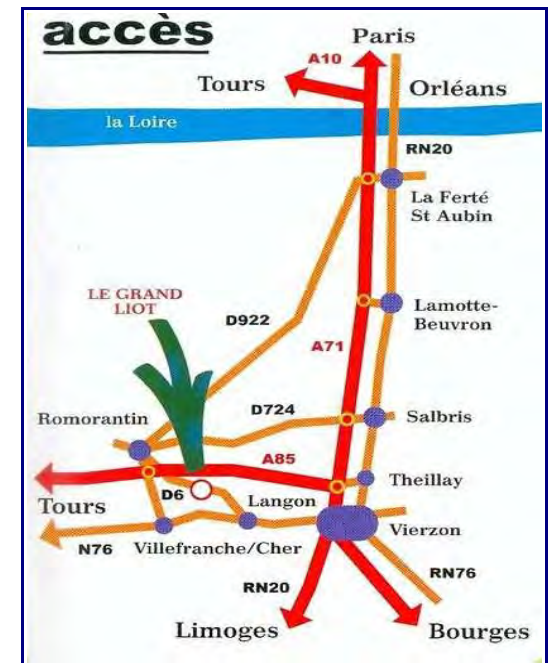 accès
Paris
A10
Tours
Orléans
la Loire
RN20
La Ferté
St Aubin
LE GRAND
LIOT
D922
Lamotte-
Beuvron
A71
Romorantin
D724
Salbris
A85
Theillay
Tours
D6
Langon
Vierzon
N76
Villefranche/Cher
RN76
RN20
Limoges
Bourges